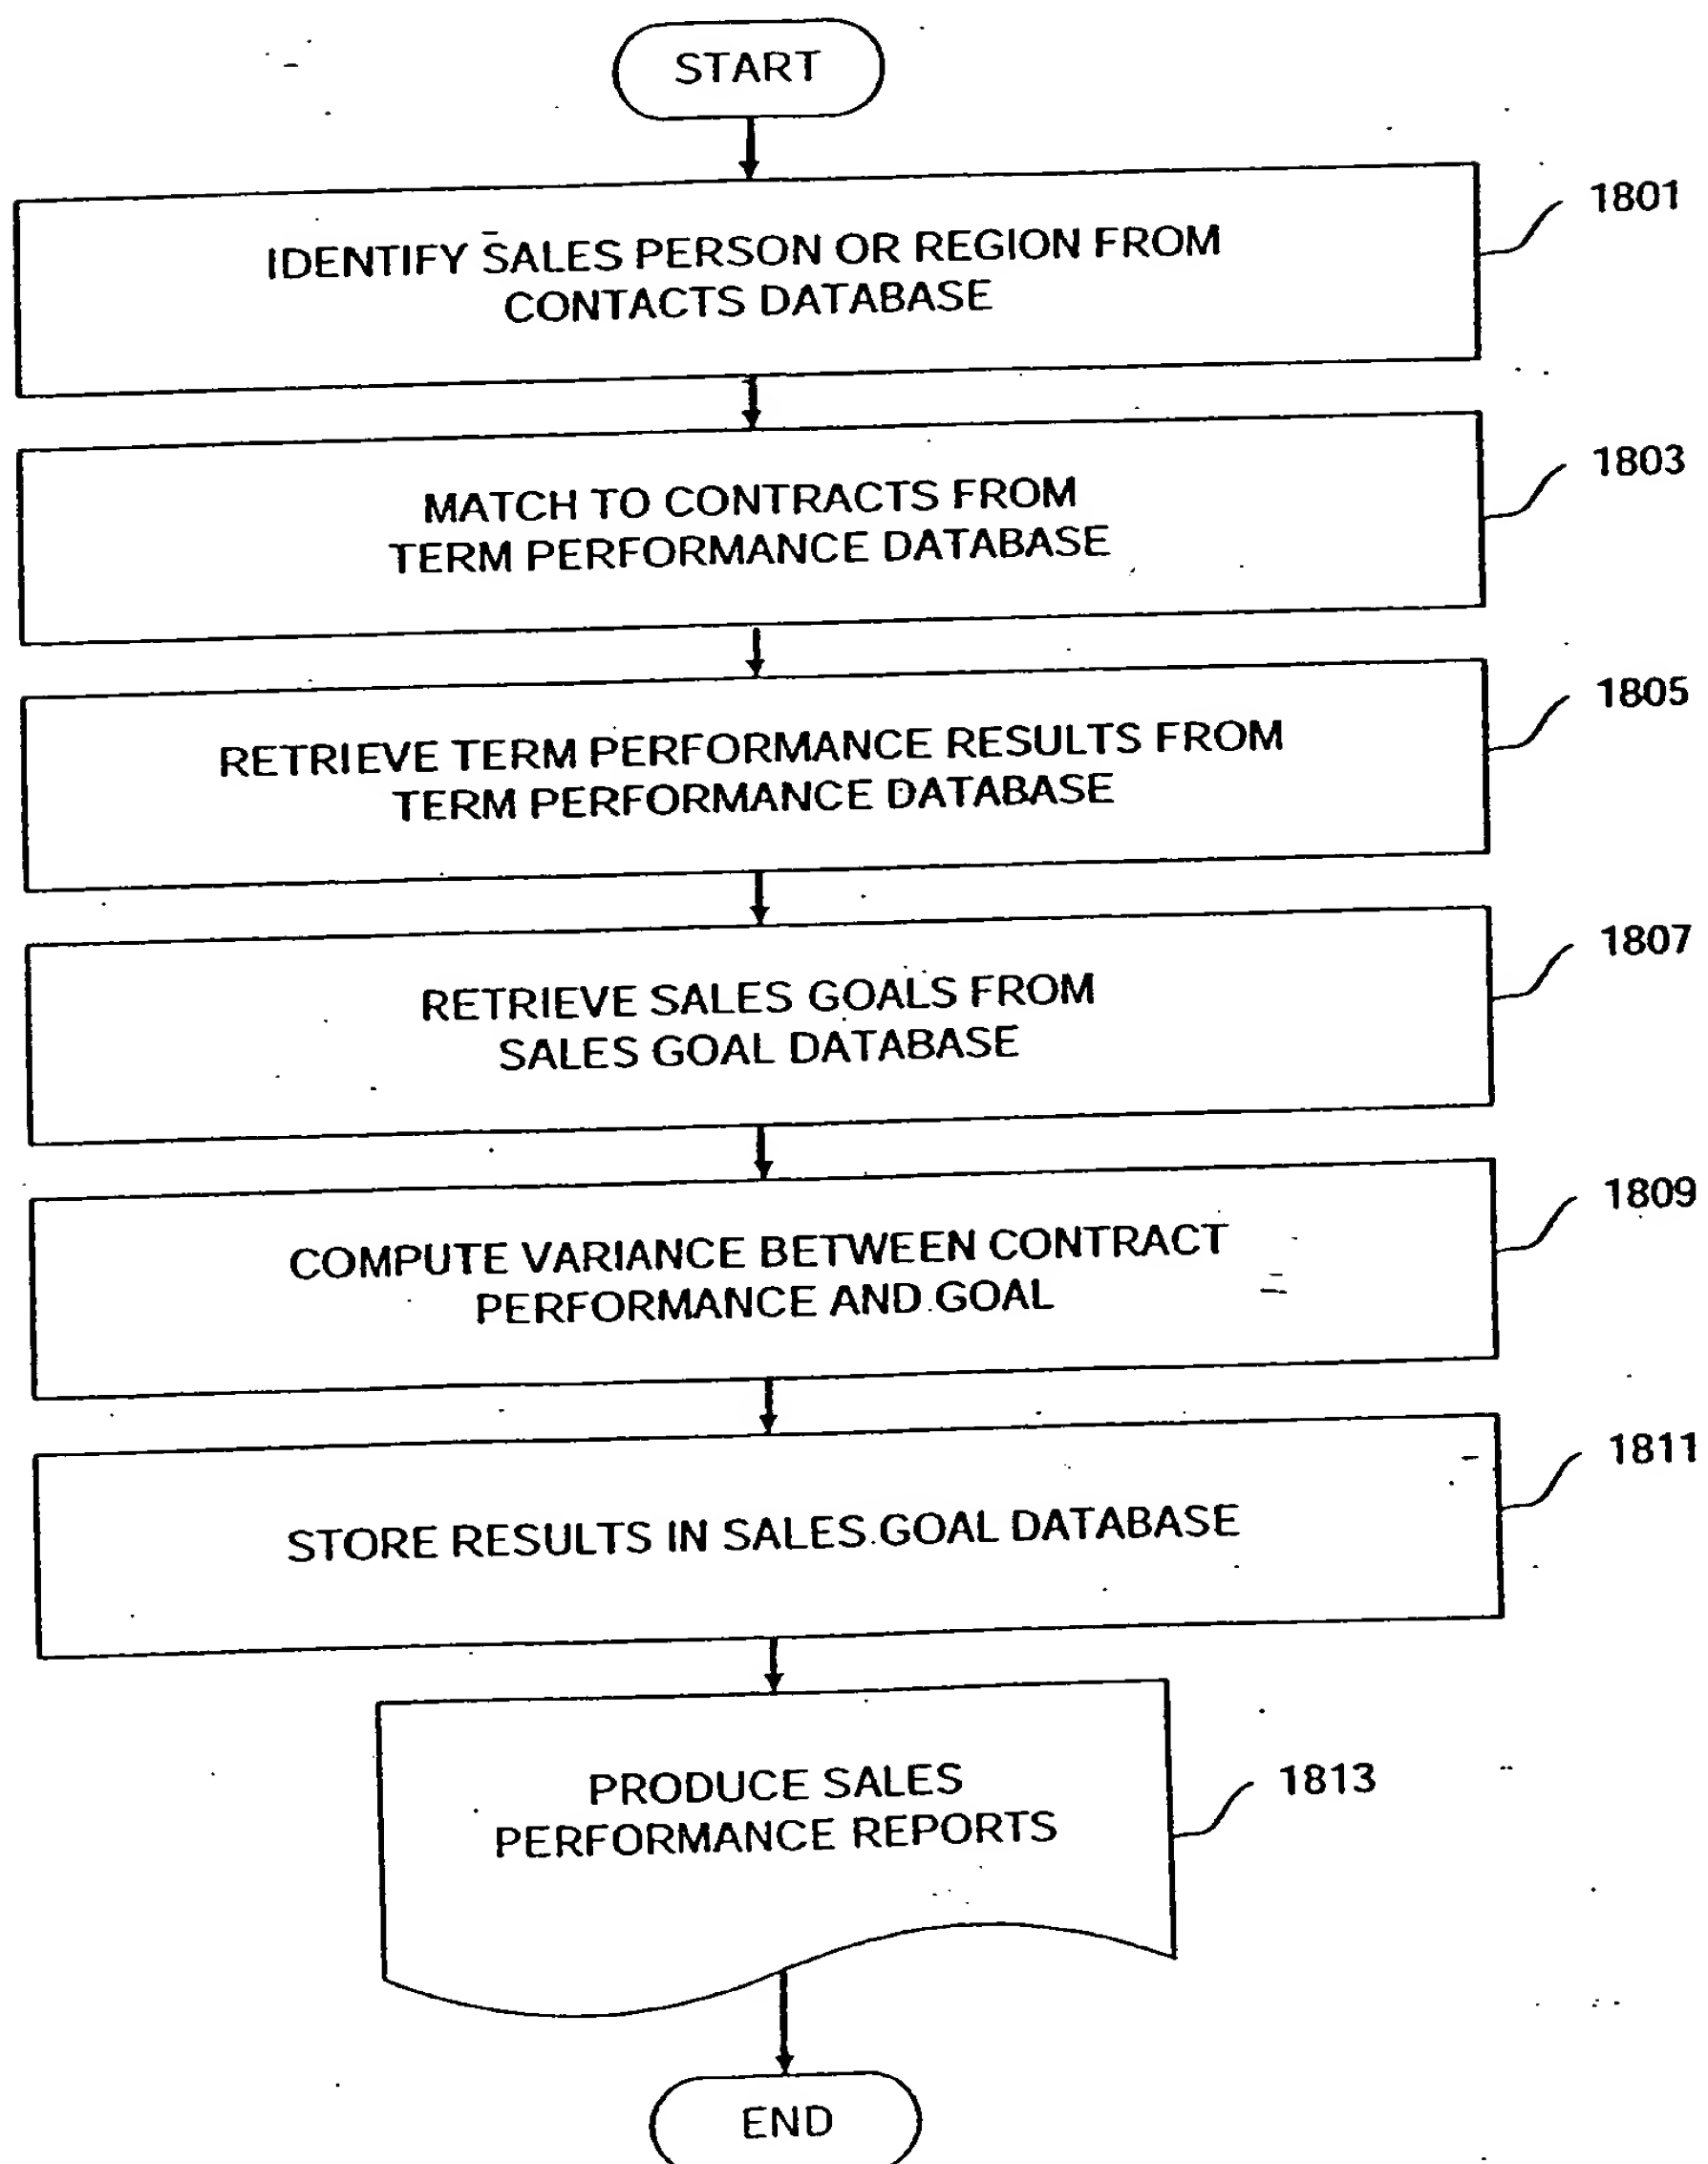 START
1801
IDENTIFY SALES PERSON OR REGION FROM
CONTACTS DATABASE
1803
MATCH TO CONTRACTS FROM
TERM PERFORMANCE DATABASE
1805
RETRIEVE TERM PERFORMANCE RESULTS FROM
TERM PERFORMANCE DATABASE
1807
RETRIEVE SALES GOALS FROM
SALES GOAL DATABASE
1809
COMPUTE VARIANCE BETWEEN CONTRACT
PERFORMANCE AND GOAL
1811
STORE RESULTS IN SALES GOAL DATABASE
1813
PRODUCE SALES
PERFORMANCE REPORTS
END